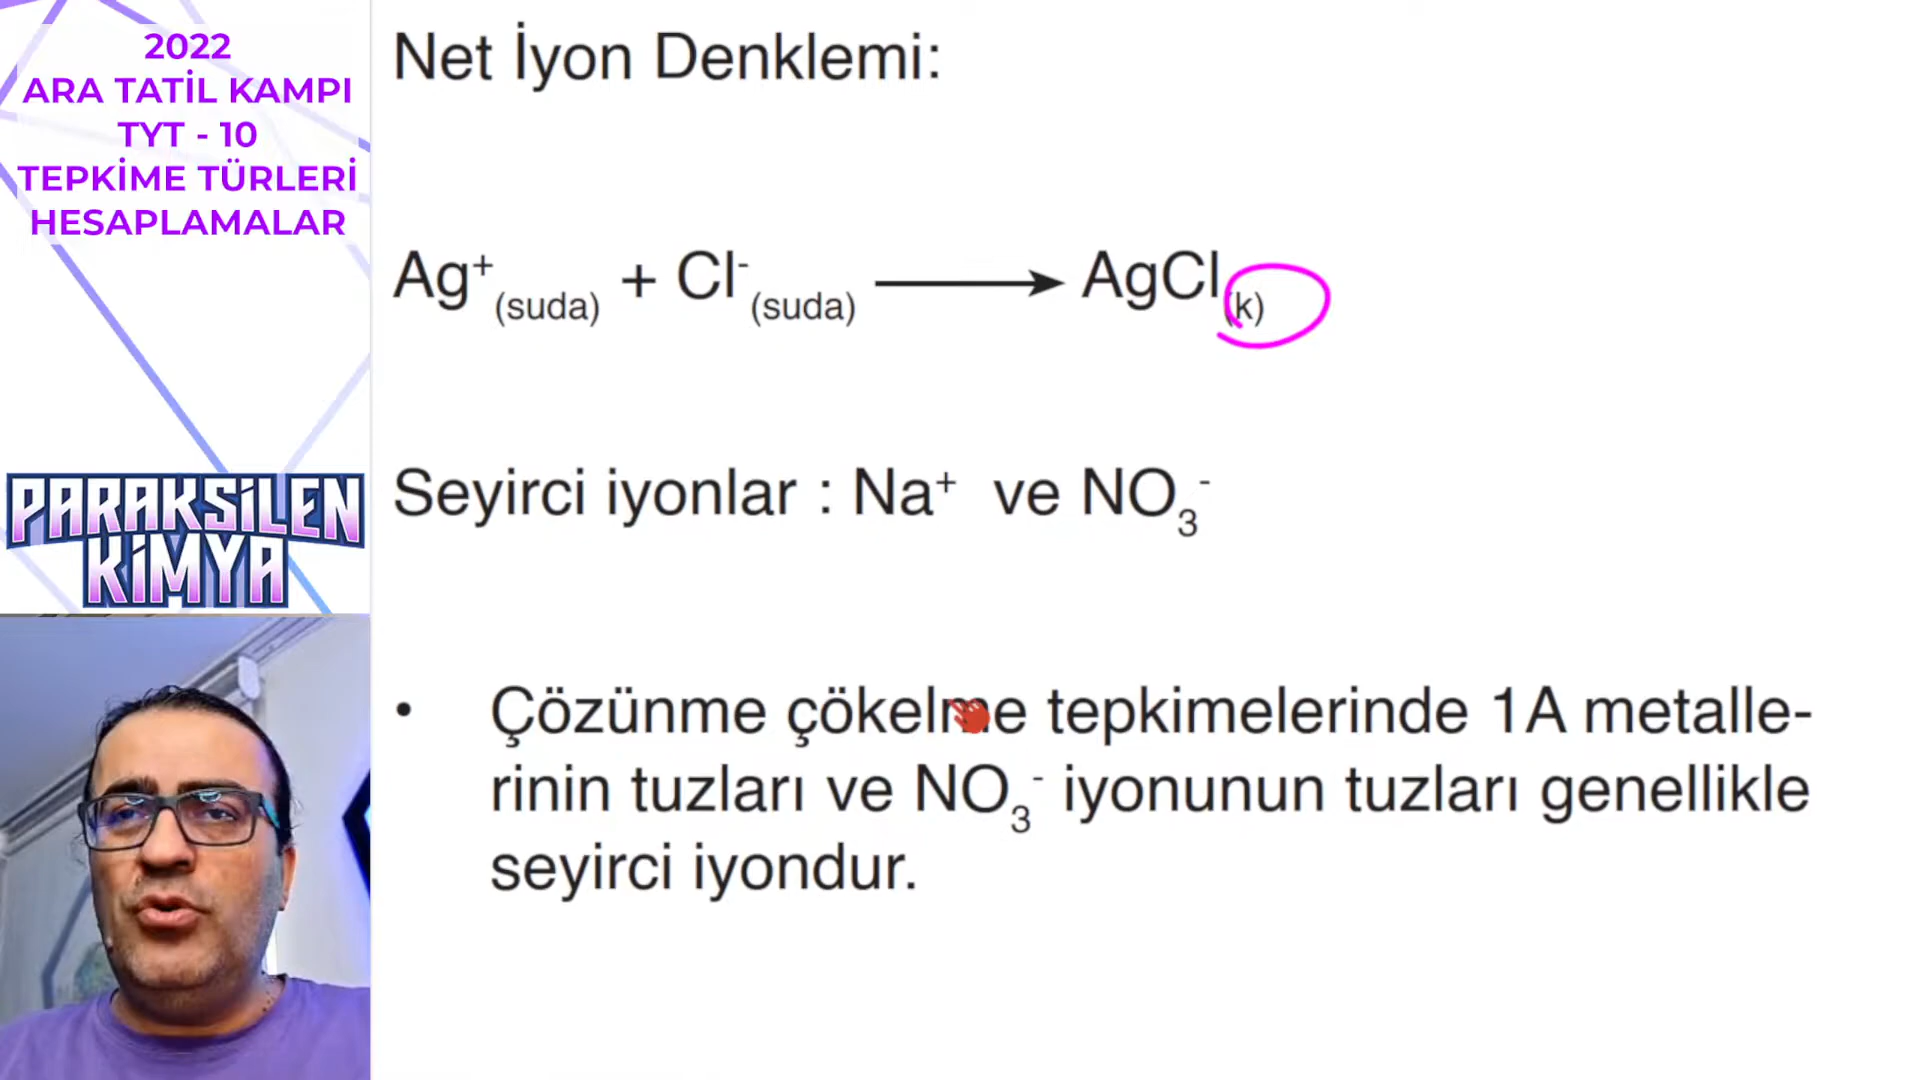 2022
ARA TATİL KAMPI
TYT - 10
TEPKİME TÜRLERİ
HESAPLAMALAR
PARAKSİLEN
KİMYA
Net İyon Denklemi:
Ag⁺(suda) + Cl⁻(suda) ⟶ AgCl(k)
Seyirci iyonlar : Na⁺ ve NO₃⁻
• Çözünme çökelme tepkimelerinde 1A metalle-
rinin tuzları ve NO₃⁻ iyonunun tuzları genellikle
seyirci iyondur.